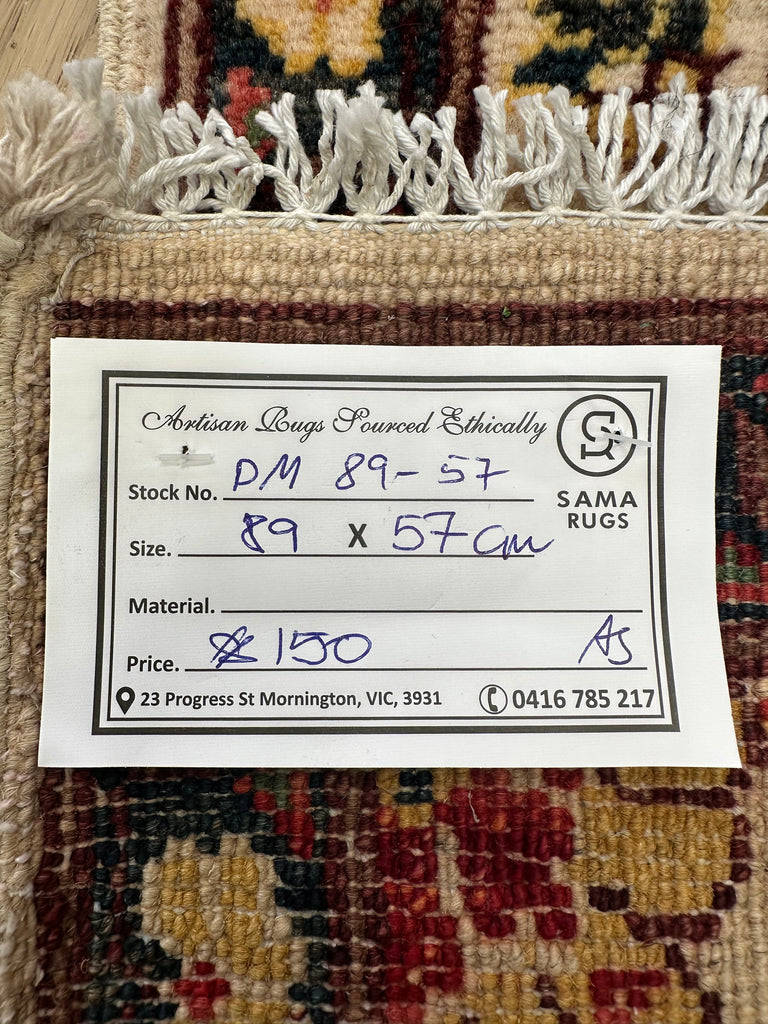 Artisan Rugs Sourced Ethically
SR
SAMA
RUGS
Stock No. DM 89-57
Size. 89 X 57 cm
Material.
Price. $ 150 AS
23 Progress St Mornington, VIC, 3931 0416 785 217